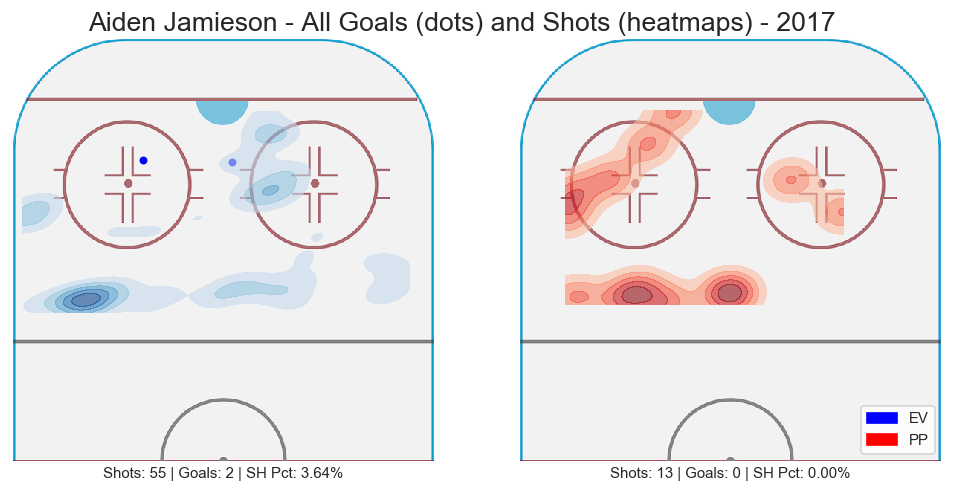 Aiden Jamieson - All Goals (dots) and Shots (heatmaps) - 2017
EV
PP
Shots: 55 | Goals: 2 | SH Pct: 3.64%
Shots: 13 | Goals: 0 | SH Pct: 0.00%